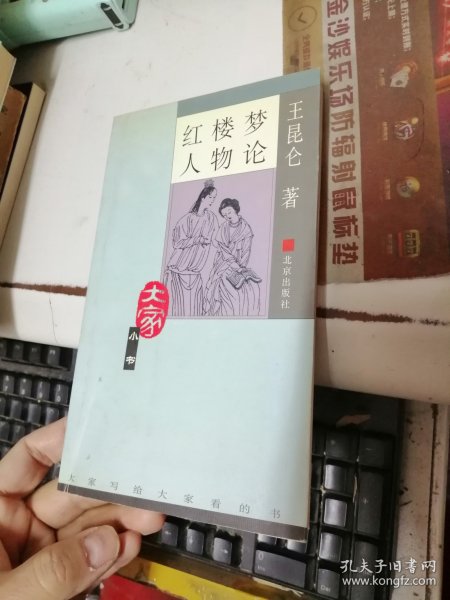 红楼梦
人物论
王昆仑 著
北京出版社
大家
小书
大家写给大家看的书
金沙娱乐场防辐射鼠标垫
孔夫子旧书网
www.kongfz.com